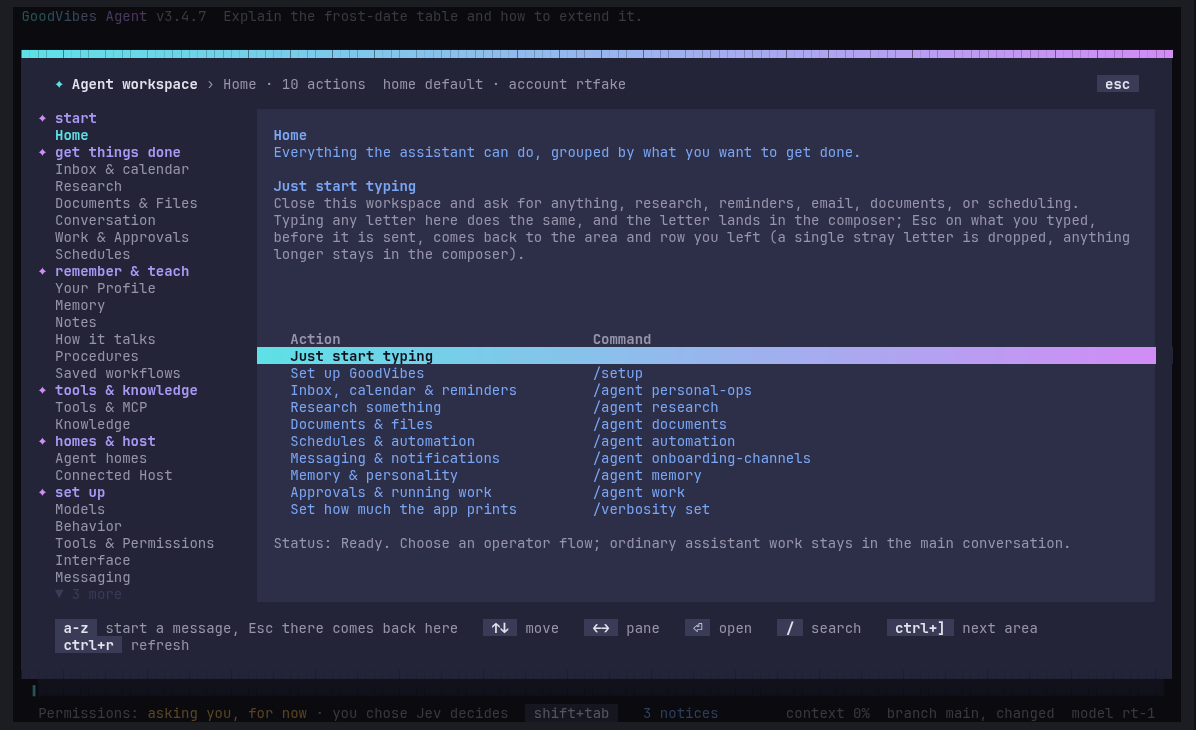 GoodVibes Agent v3.4.7  Explain the frost-date table and how to extend it.
✦ Agent workspace › Home · 10 actions  home default · account rtfake  esc
✦ start
Home
✦ get things done
Inbox & calendar
Research
Documents & Files
Conversation
Work & Approvals
Schedules
✦ remember & teach
Your Profile
Memory
Notes
How it talks
Procedures
Saved workflows
✦ tools & knowledge
Tools & MCP
Knowledge
✦ homes & host
Agent homes
Connected Host
✦ set up
Models
Behavior
Tools & Permissions
Interface
Messaging
▼ 3 more
Home
Everything the assistant can do, grouped by what you want to get done.
Just start typing
Close this workspace and ask for anything, research, reminders, email, documents, or scheduling.
Typing any letter here does the same, and the letter lands in the composer; Esc on what you typed,
before it is sent, comes back to the area and row you left (a single stray letter is dropped, anything
longer stays in the composer).
Action  Command
Just start typing
Set up GoodVibes  /setup
Inbox, calendar & reminders  /agent personal-ops
Research something  /agent research
Documents & files  /agent documents
Schedules & automation  /agent automation
Messaging & notifications  /agent onboarding-channels
Memory & personality  /agent memory
Approvals & running work  /agent work
Set how much the app prints  /verbosity set
Status: Ready. Choose an operator flow; ordinary assistant work stays in the main conversation.
a-z start a message, Esc there comes back here  ↑↓ move  ↔ pane  ⏎ open  / search  ctrl+] next area
ctrl+r refresh
Permissions: asking you, for now · you chose Jev decides  shift+tab  3 notices  context 0%  branch main, changed  model rt-1